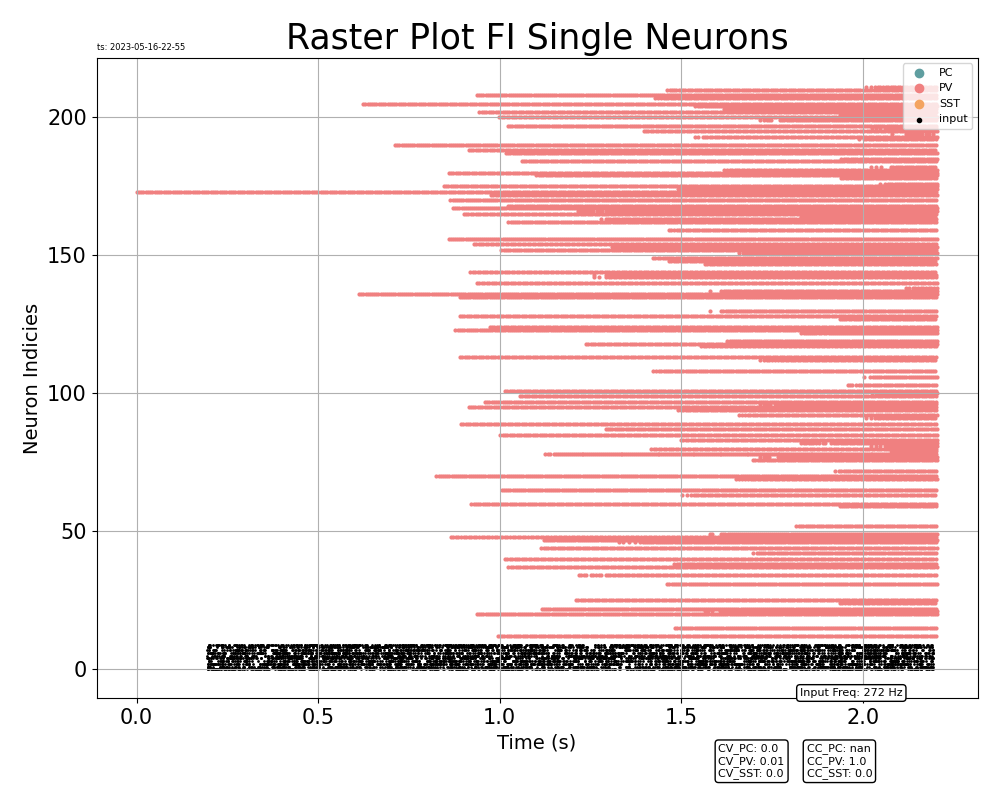 Raster Plot FI Single Neurons
ts: 2023-05-16-22-55
PC
PV
SST
input
200
150
100
50
0
Neuron Indicies
0.0 0.5 1.0 1.5 2.0
Time (s)
Input Freq: 272 Hz
CV_PC: 0.0
CV_PV: 0.01
CV_SST: 0.0
CC_PC: nan
CC_PV: 1.0
CC_SST: 0.0